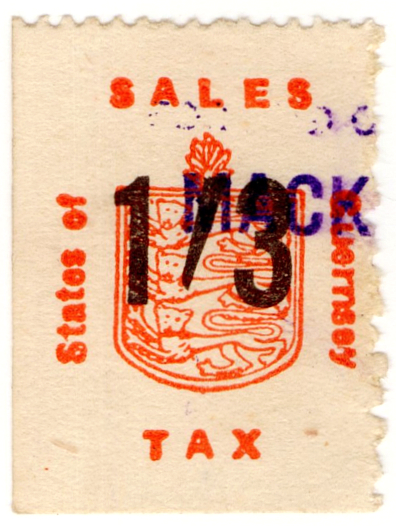 SALES
MACK
1/3
States of
Guernsey
TAX